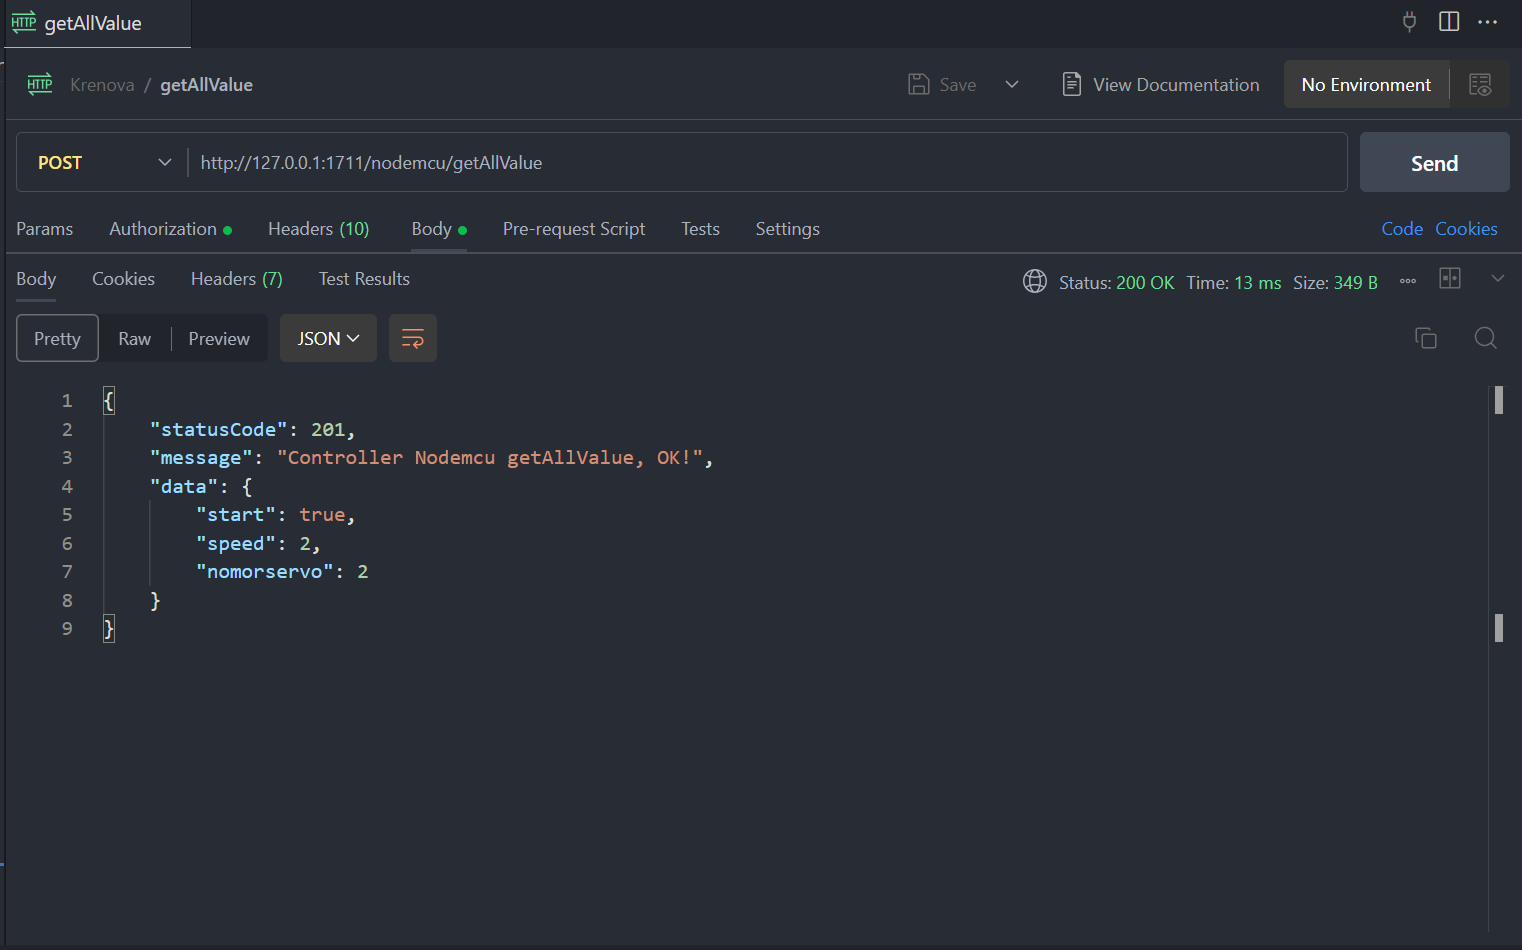 HTTP getAllValue
HTTP Krenova / getAllValue Save View Documentation No Environment
POST http://127.0.0.1:1711/nodemcu/getAllValue Send
Params Authorization Headers (10) Body Pre-request Script Tests Settings Code Cookies
Body Cookies Headers (7) Test Results Status: 200 OK Time: 13 ms Size: 349 B
Pretty Raw Preview JSON
1 {
2 "statusCode": 201,
3 "message": "Controller Nodemcu getAllValue, OK!",
4 "data": {
5 "start": true,
6 "speed": 2,
7 "nomorservo": 2
8 }
9 }